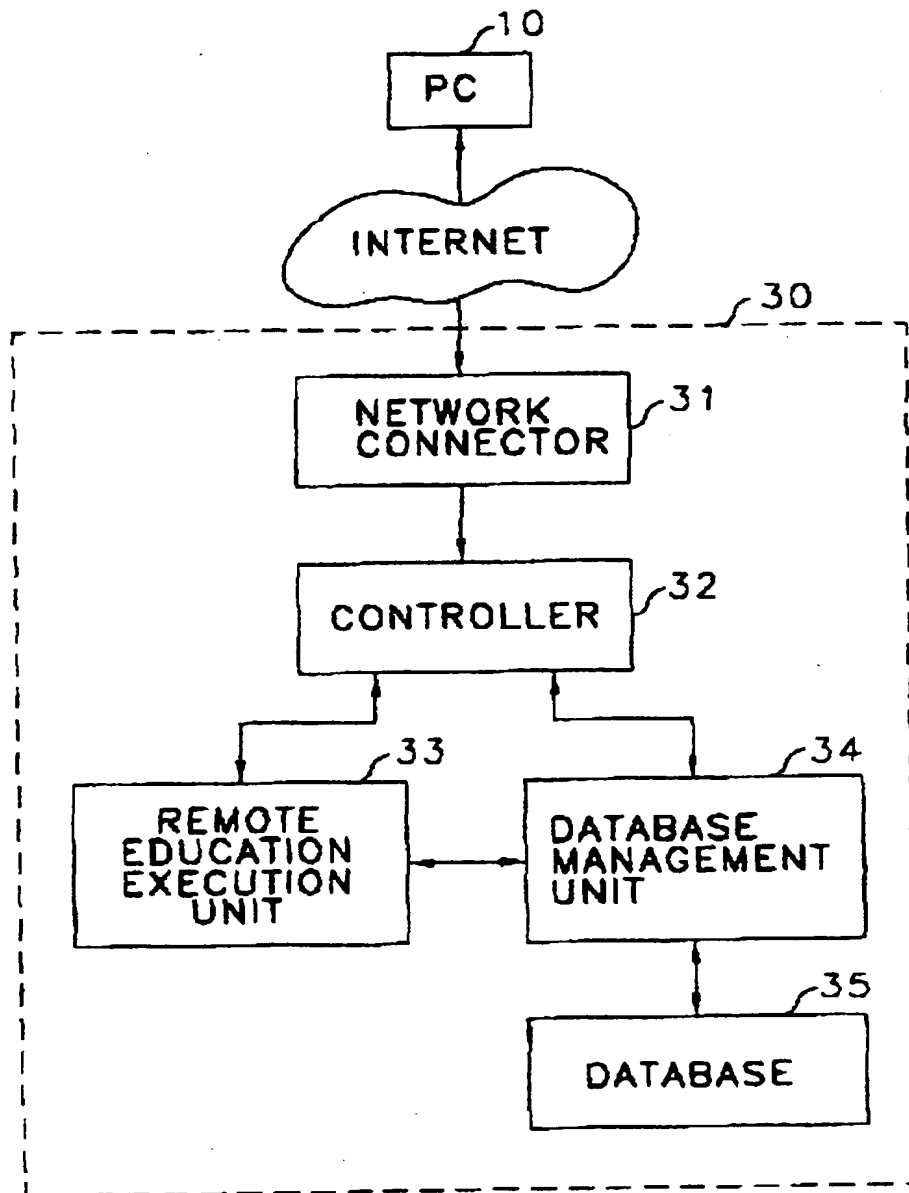 10
PC
INTERNET
30
NETWORK
CONNECTOR
31
CONTROLLER
32
33
REMOTE
EDUCATION
EXECUTION
UNIT
34
DATABASE
MANAGEMENT
UNIT
35
DATABASE